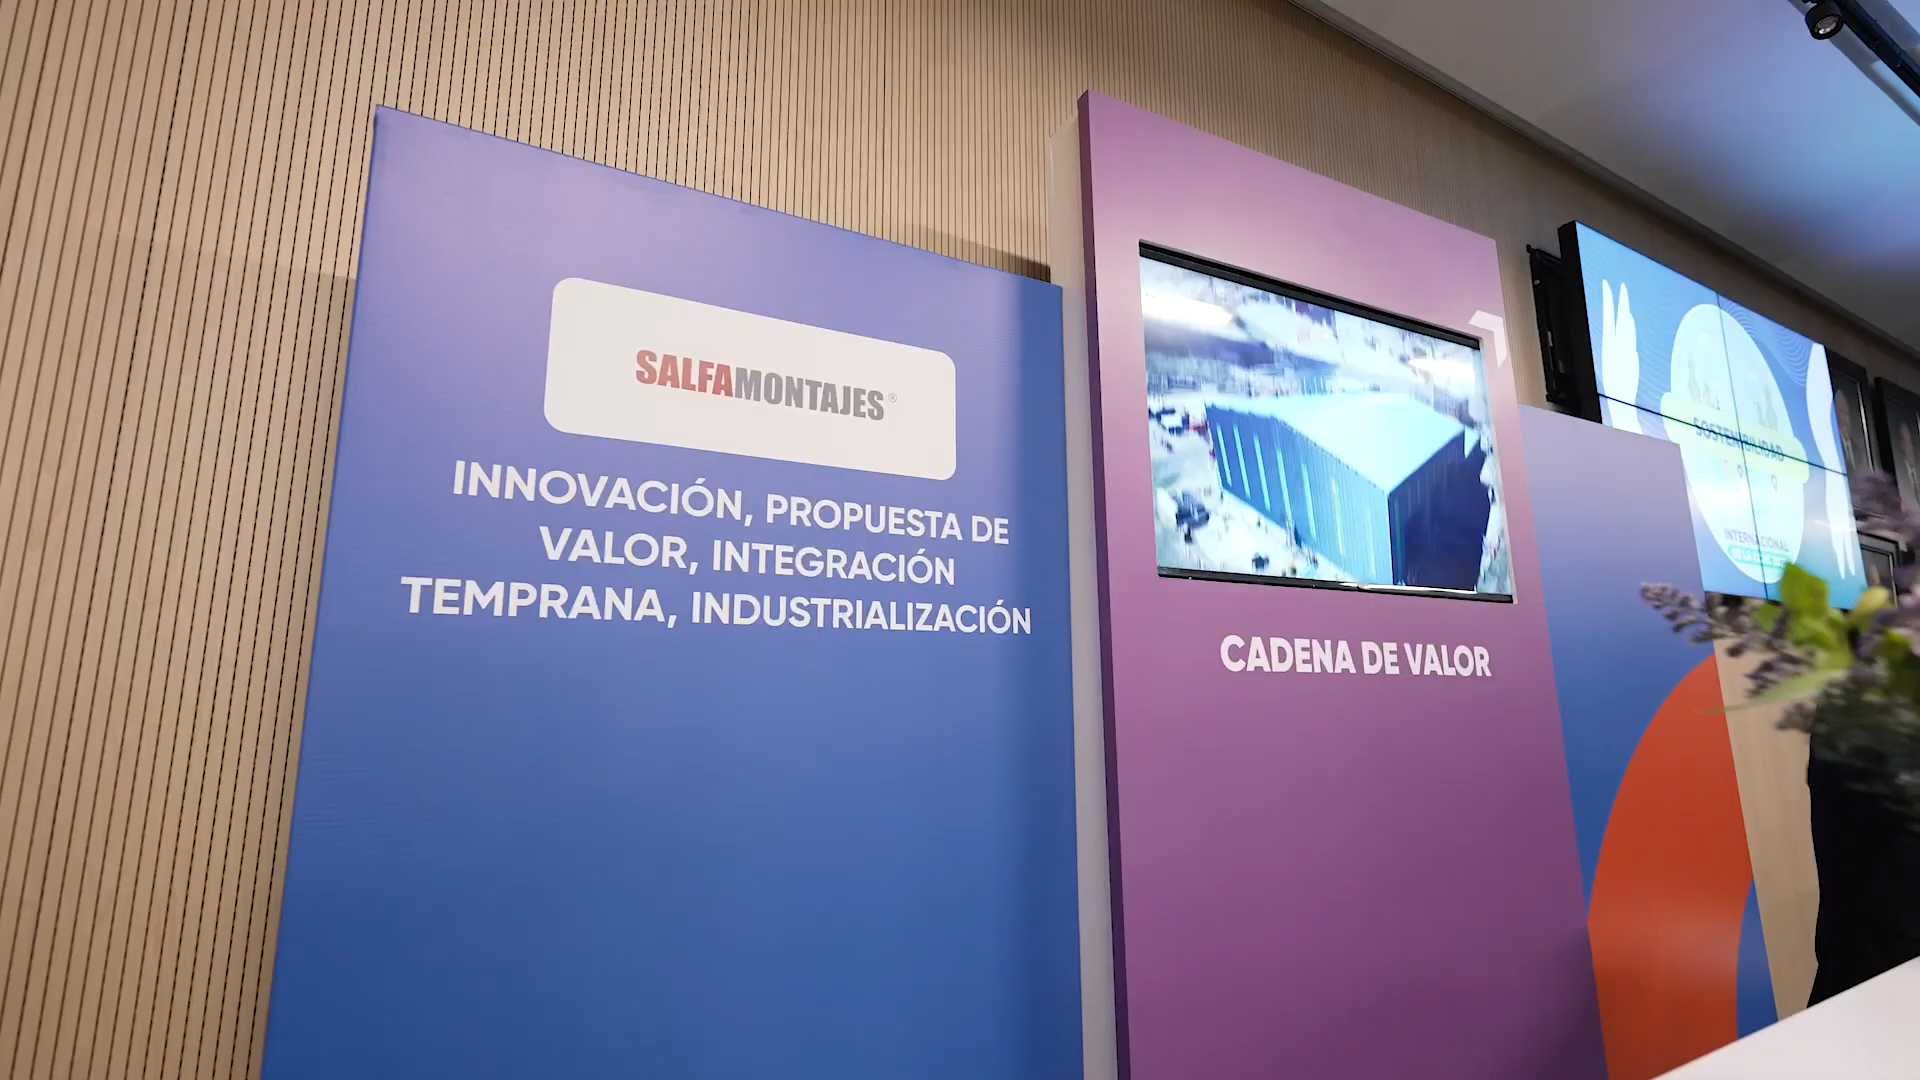 SALFAMONTAJES®
INNOVACIÓN, PROPUESTA DE
VALOR, INTEGRACIÓN
TEMPRANA, INDUSTRIALIZACIÓN
CADENA DE VALOR
SOSTENIBILIDAD
INTERNACIONAL